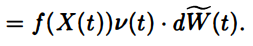 = f(X(t))ν(t) · dW̃(t).